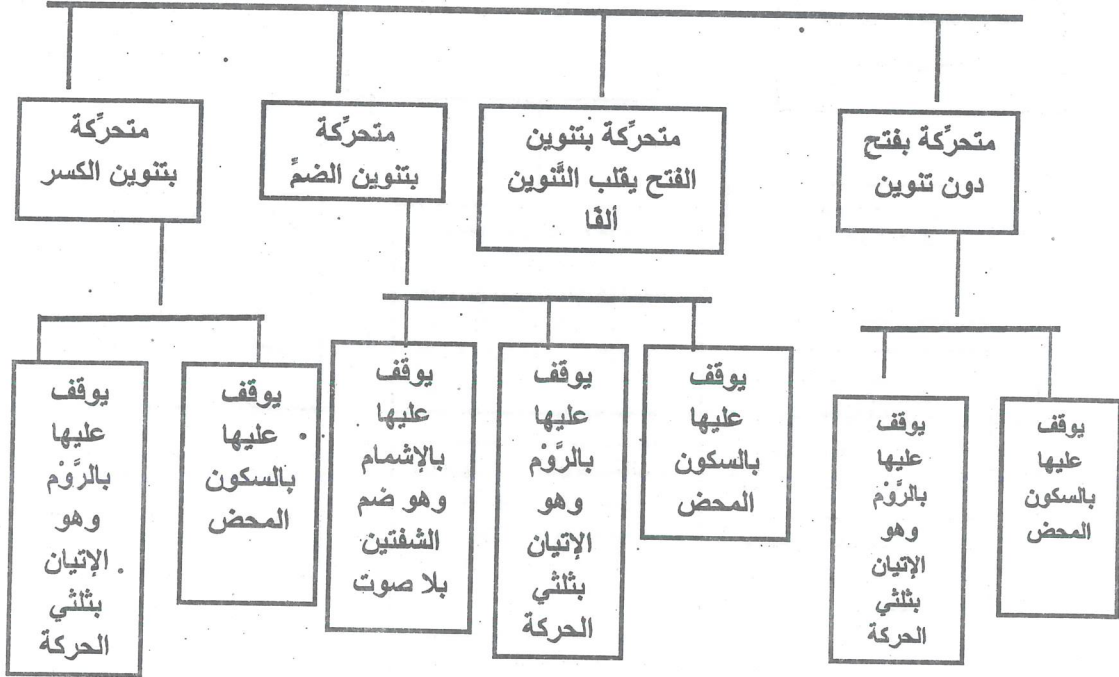 متحرِّكة بفتح
دون تنوين
متحرِّكة بتنوين
الفتح يقلب التَّنوين
ألفًا
متحرِّكة
بتنوين الضمِّ
متحرِّكة
بتنوين الكسر
يوقف
عليها
بالسكون
المحض
يوقف
عليها
بالرَّوْم
وهو
الإتيان
بثلثي
الحركة
يوقف
عليها
بالسكون
المحض
يوقف
عليها
بالرَّوْم
وهو
الإتيان
بثلثي
الحركة
يوقف
عليها
بالإشمام
وهو ضم
الشفتين
بلا صوت
يوقف
عليها
بالسكون
المحض
يوقف
عليها
بالرَّوْم
وهو
الإتيان
بثلثي
الحركة